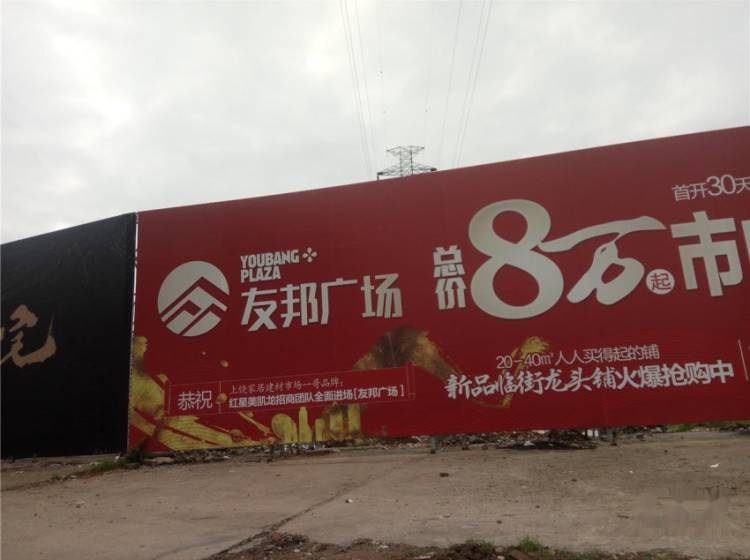 YOUBANG
PLAZA
友邦广场
总价8万起 市
首开30天
20-40㎡人人买得起的铺
新品临街龙头铺火爆抢购中
恭祝
上饶家居建材市场一哥品牌:
红星美凯龙招商团队全面进场[友邦广场]
院